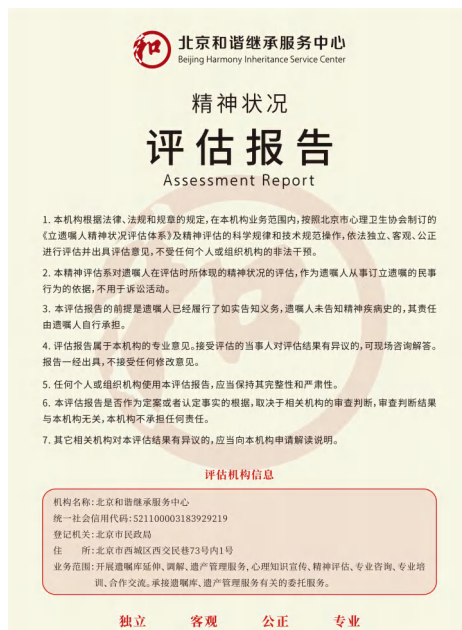 和
北京和谐继承服务中心
Beijing Harmony Inheritance Service Center
精神状况
评估报告
Assessment Report
1. 本机构根据法律、法规和规章的规定,在本机构业务范围内,按照北京市心理卫生协会制订的
《立遗嘱人精神状况评估体系》及精神评估的科学规律和技术规范操作,依法独立、客观、公正
进行评估并出具评估意见,不受任何个人或组织机构的非法干预。
2. 本精神评估系对遗嘱人在评估时所体现的精神状况的评估,作为遗嘱人从事订立遗嘱的民事
行为的依据,不用于诉讼活动。
3. 本评估报告的前提是遗嘱人已经履行了如实告知义务,遗嘱人未告知精神疾病史的,其责任
由遗嘱人自行承担。
4. 评估报告属于本机构的专业意见。接受评估的当事人对评估结果有异议的,可现场咨询解答。
报告一经出具,不接受任何修改意见。
5. 任何个人或组织机构使用本评估报告,应当保持其完整性和严肃性。
6. 本评估报告是否作为定案或者认定事实的根据,取决于相关机构的审查判断,审查判断结果
与本机构无关,本机构不承担任何责任。
7. 其它相关机构对本评估结果有异议的,应当向本机构申请解读说明。
评估机构信息
机构名称:北京和谐继承服务中心
统一社会信用代码:521100003183929219
登记机关:北京市民政局
住 所:北京市西城区西交民巷73号内1号
业务范围:开展遗嘱库延伸、调解、遗产管理服务,心理知识宣传、精神评估、专业咨询、专业培
训、合作交流。承接遗嘱库、遗产管理服务有关的委托服务。
独立 客观 公正 专业